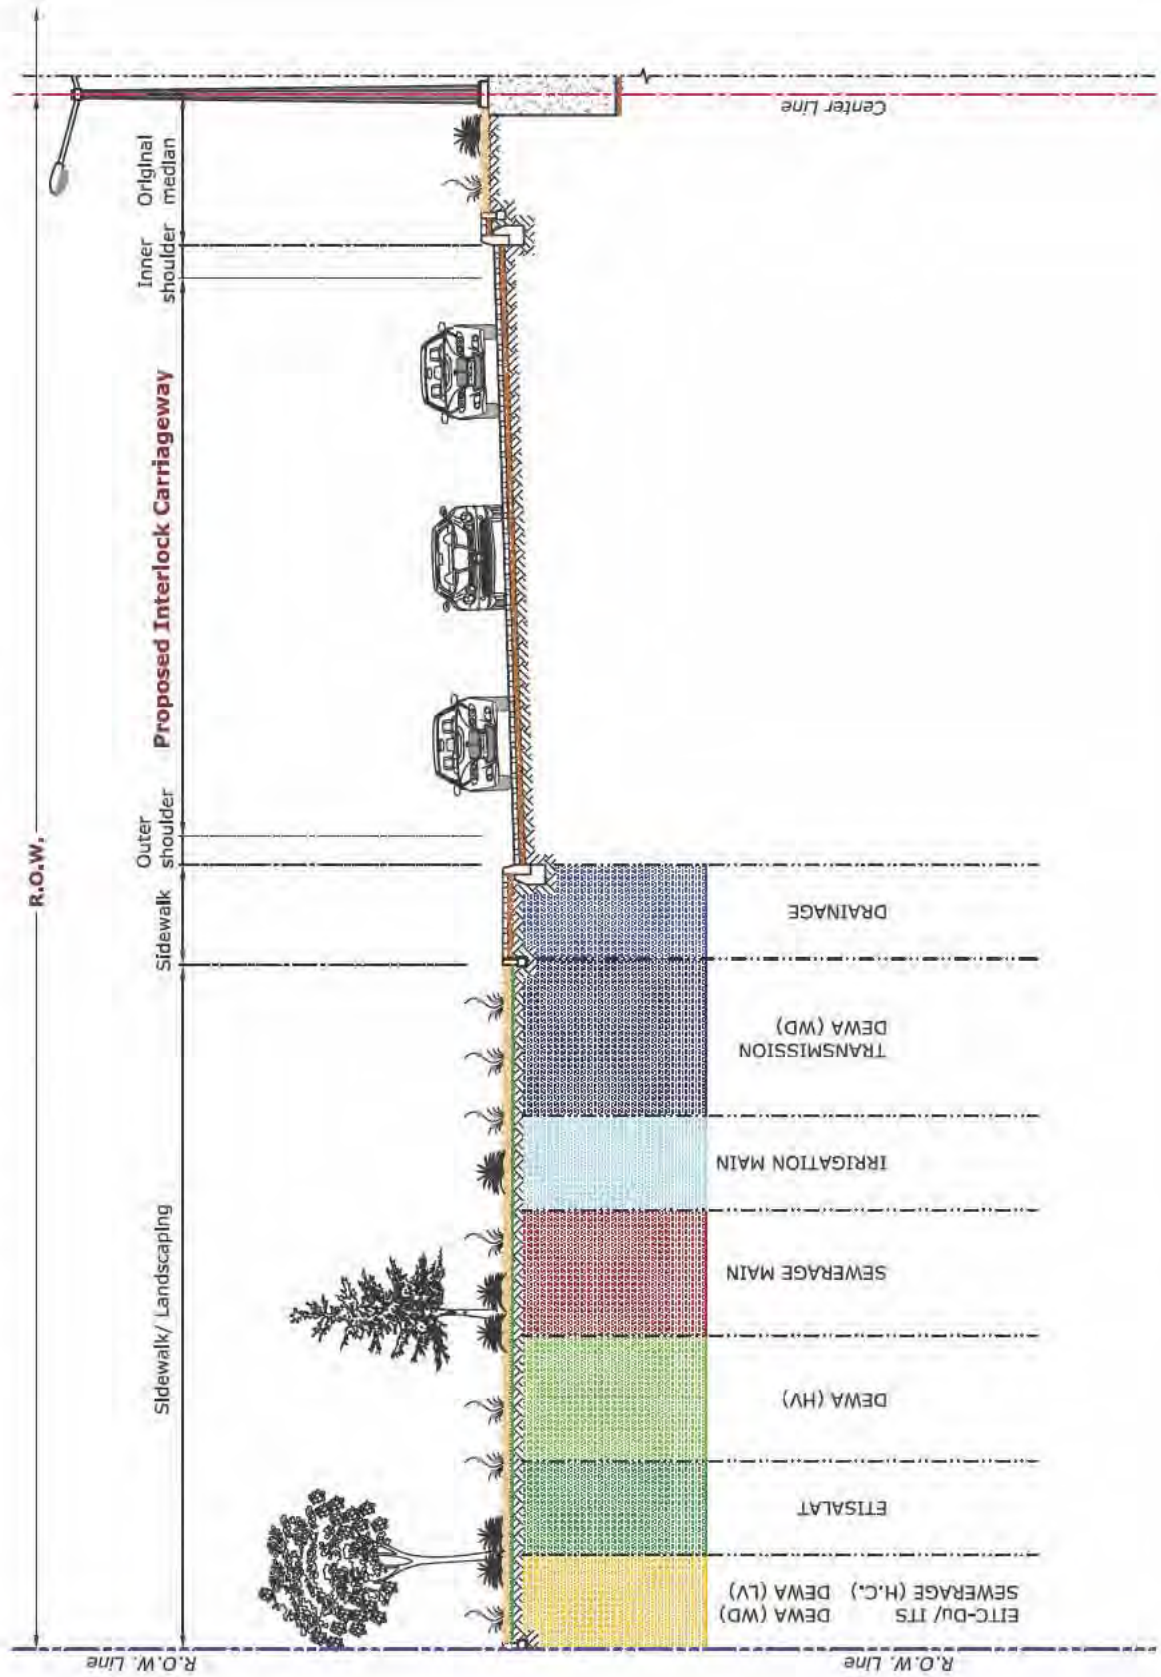 R.O.W.
Original
median
Inner
shoulder
Proposed Interlock Carriageway
Outer
shoulder
Sidewalk
Sidewalk/ Landscaping
Center Line
DRAINAGE
TRANSMISSION
DEWA (WD)
IRRIGATION MAIN
SEWERAGE MAIN
DEWA (HV)
ETISALAT
EITC-Du/ ITS DEWA (WD)
SEWERAGE (H.C.) DEWA (LV)
R.O.W. Line
R.O.W. Line